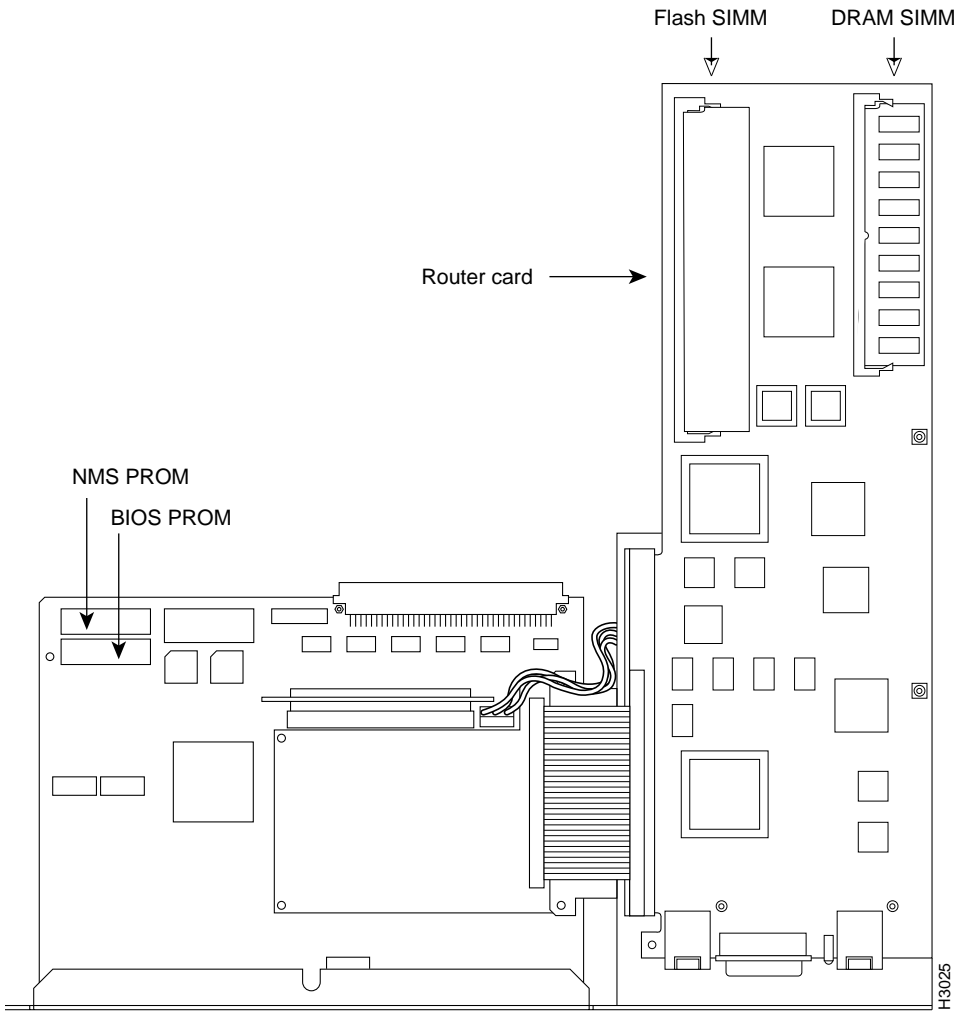 Flash SIMM
DRAM SIMM
Router card
NMS PROM
BIOS PROM
H3025